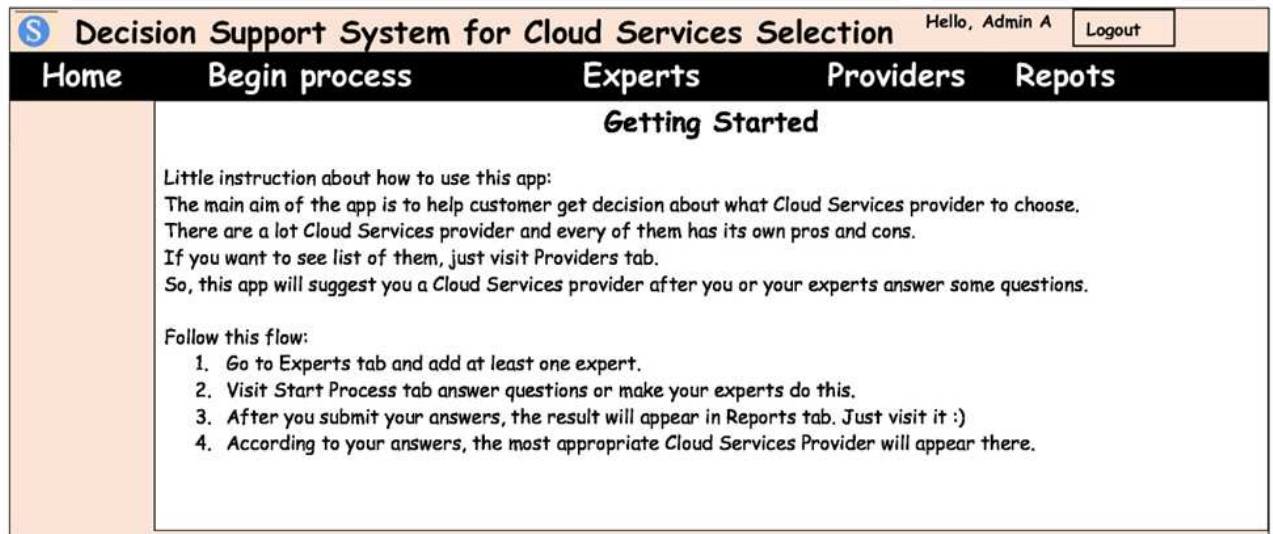 S Decision Support System for Cloud Services Selection Hello, Admin A Logout
Home Begin process Experts Providers Repots
Getting Started
Little instruction about how to use this app:
The main aim of the app is to help customer get decision about what Cloud Services provider to choose.
There are a lot Cloud Services provider and every of them has its own pros and cons.
If you want to see list of them, just visit Providers tab.
So, this app will suggest you a Cloud Services provider after you or your experts answer some questions.
Follow this flow:
1. Go to Experts tab and add at least one expert.
2. Visit Start Process tab answer questions or make your experts do this.
3. After you submit your answers, the result will appear in Reports tab. Just visit it :)
4. According to your answers, the most appropriate Cloud Services Provider will appear there.